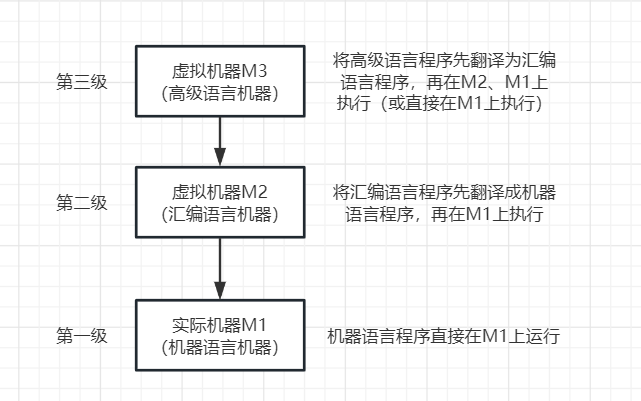 第三级
虚拟机器M3
（高级语言机器）
将高级语言程序先翻译为汇编
语言程序，再在M2、M1上
执行（或直接在M1上执行）
第二级
虚拟机器M2
（汇编语言机器）
将汇编语言程序先翻译成机器
语言程序，再在M1上执行
第一级
实际机器M1
（机器语言机器）
机器语言程序直接在M1上运行